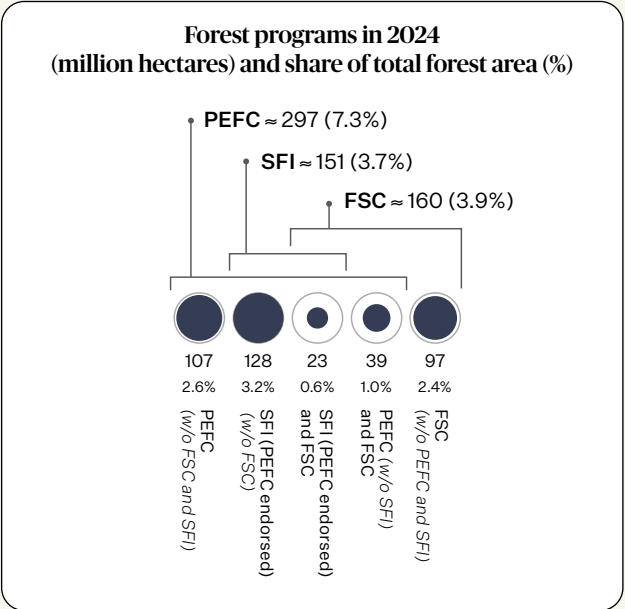 Forest programs in 2024
(million hectares) and share of total forest area (%)
PEFC ≈ 297 (7.3%)
SFI ≈ 151 (3.7%)
FSC ≈ 160 (3.9%)
107
128
23
39
97
2.6%
3.2%
0.6%
1.0%
2.4%
PEFC
(w/o FSC and SFI)
SFI (PEFC endorsed)
(w/o FSC)
SFI (PEFC endorsed)
and FSC
PEFC (w/o SFI)
and FSC
FSC
(w/o PEFC and SFI)